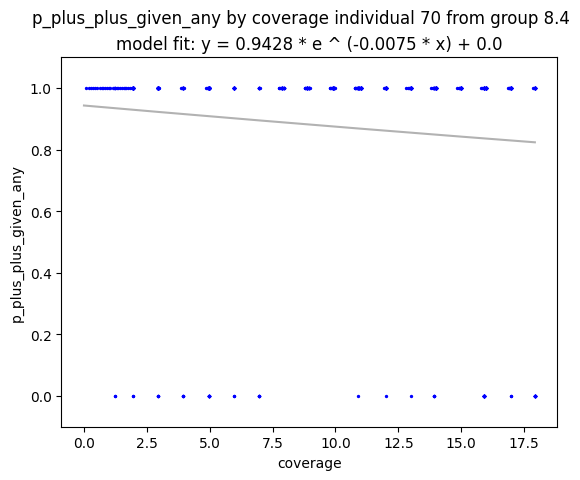 p_plus_plus_given_any by coverage individual 70 from group 8.4
model fit: y = 0.9428 * e ^ (-0.0075 * x) + 0.0
p_plus_plus_given_any
1.0
0.8
0.6
0.4
0.2
0.0
0.0 2.5 5.0 7.5 10.0 12.5 15.0 17.5
coverage